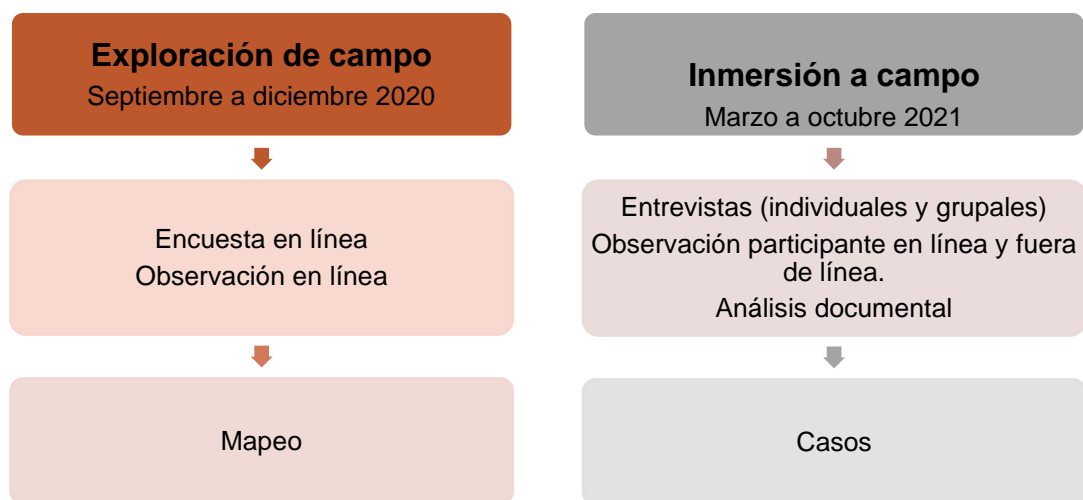 Exploración de campo
Septiembre a diciembre 2020
Encuesta en línea
Observación en línea
Mapeo
Inmersión a campo
Marzo a octubre 2021
Entrevistas (individuales y grupales)
Observación participante en línea y fuera
de línea.
Análisis documental
Casos